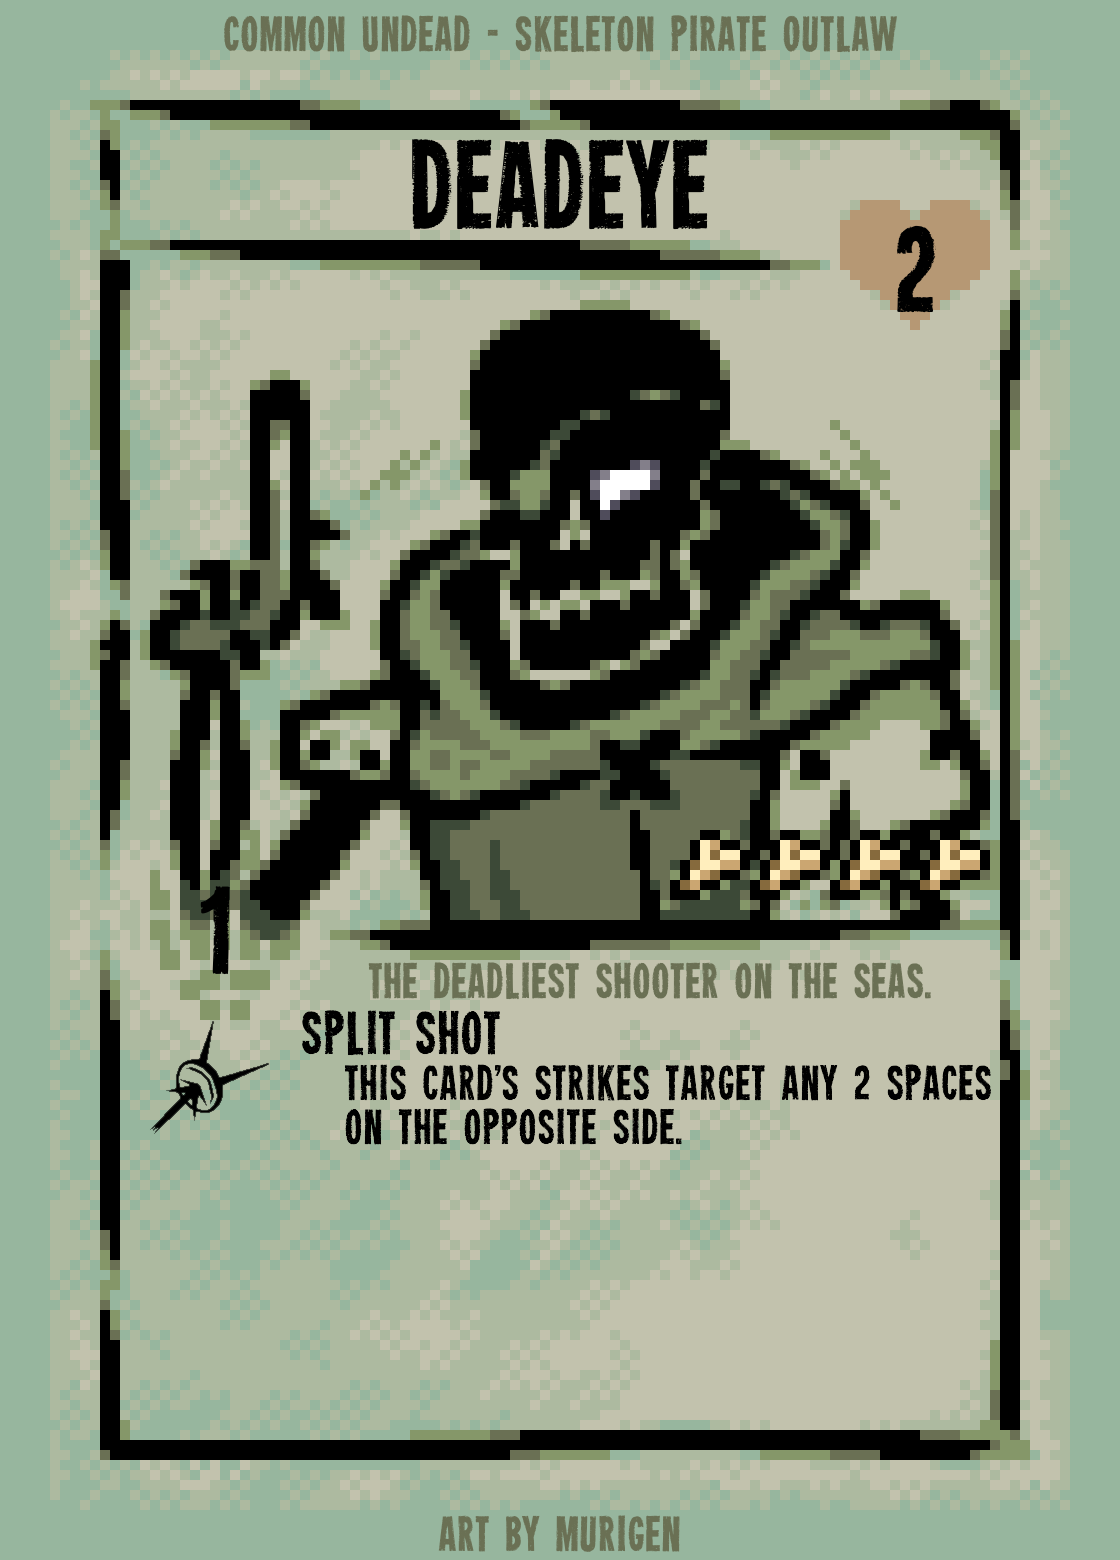 COMMON UNDEAD - SKELETON PIRATE OUTLAW
DEADEYE
2
1
THE DEADLIEST SHOOTER ON THE SEAS.
SPLIT SHOT
THIS CARD'S STRIKES TARGET ANY 2 SPACES
ON THE OPPOSITE SIDE.
ART BY MURIGEN